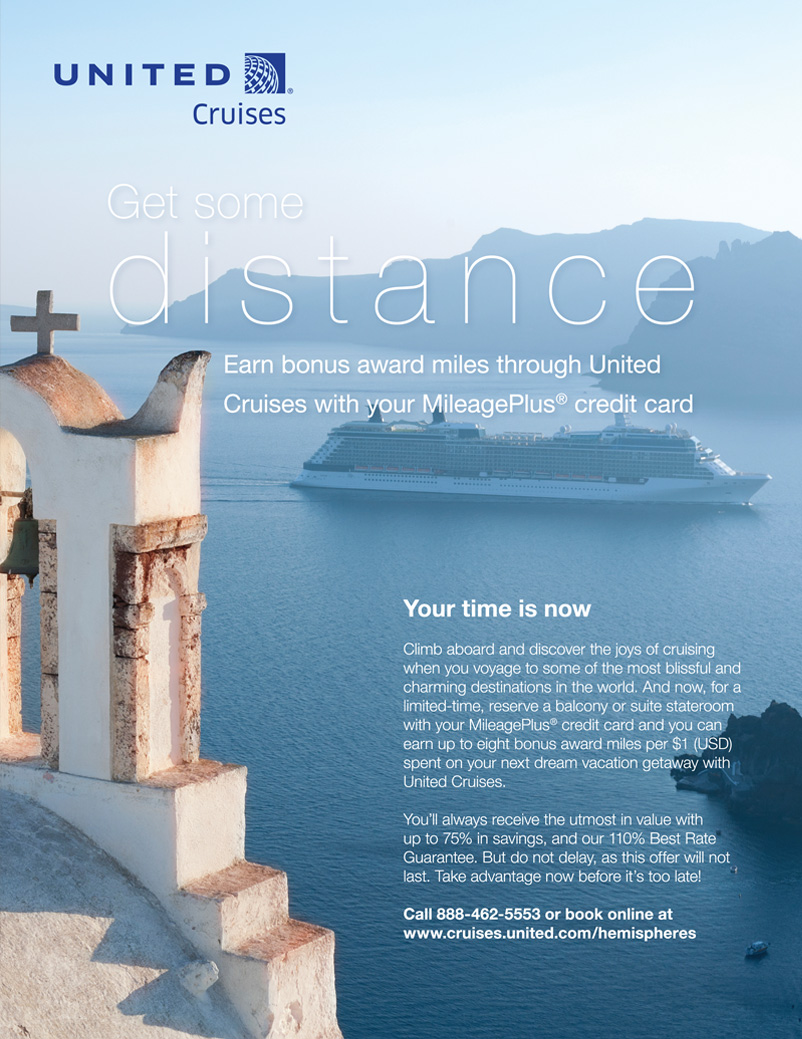 UNITED®
Cruises
Get some
distance
Earn bonus award miles through United
Cruises with your MileagePlus® credit card
Your time is now
Climb aboard and discover the joys of cruising
when you voyage to some of the most blissful and
charming destinations in the world. And now, for a
limited-time, reserve a balcony or suite stateroom
with your MileagePlus® credit card and you can
earn up to eight bonus award miles per $1 (USD)
spent on your next dream vacation getaway with
United Cruises.
You’ll always receive the utmost in value with
up to 75% in savings, and our 110% Best Rate
Guarantee. But do not delay, as this offer will not
last. Take advantage now before it’s too late!
Call 888-462-5553 or book online at
www.cruises.united.com/hemispheres